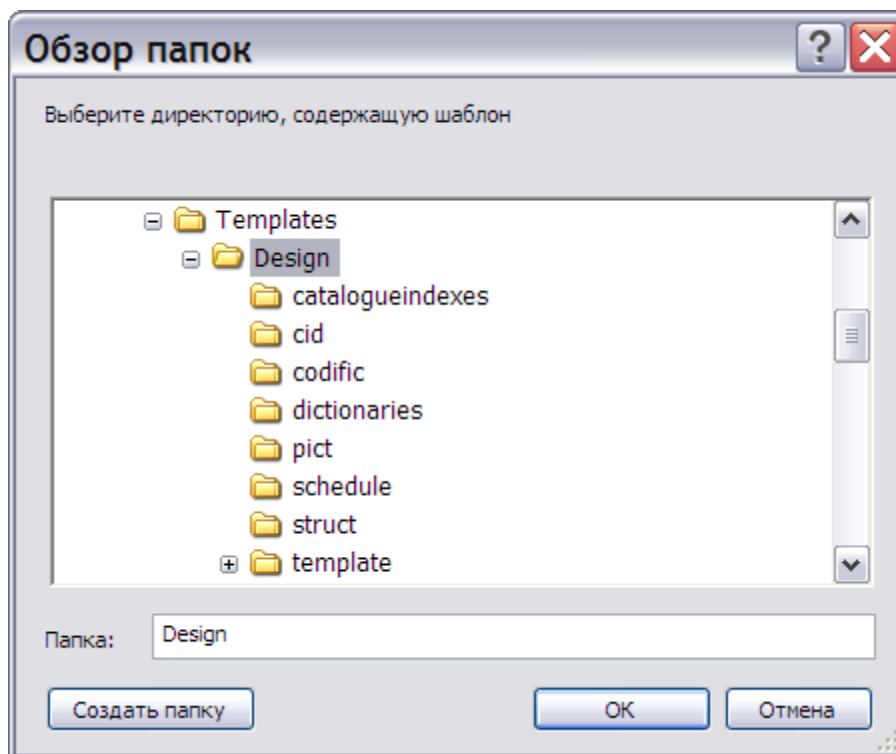 Обзор папок
Выберите директорию, содержащую шаблон
Templates
Design
catalogueindexes
cid
codific
dictionaries
pict
schedule
struct
template
Папка: Design
Создать папку OK Отмена